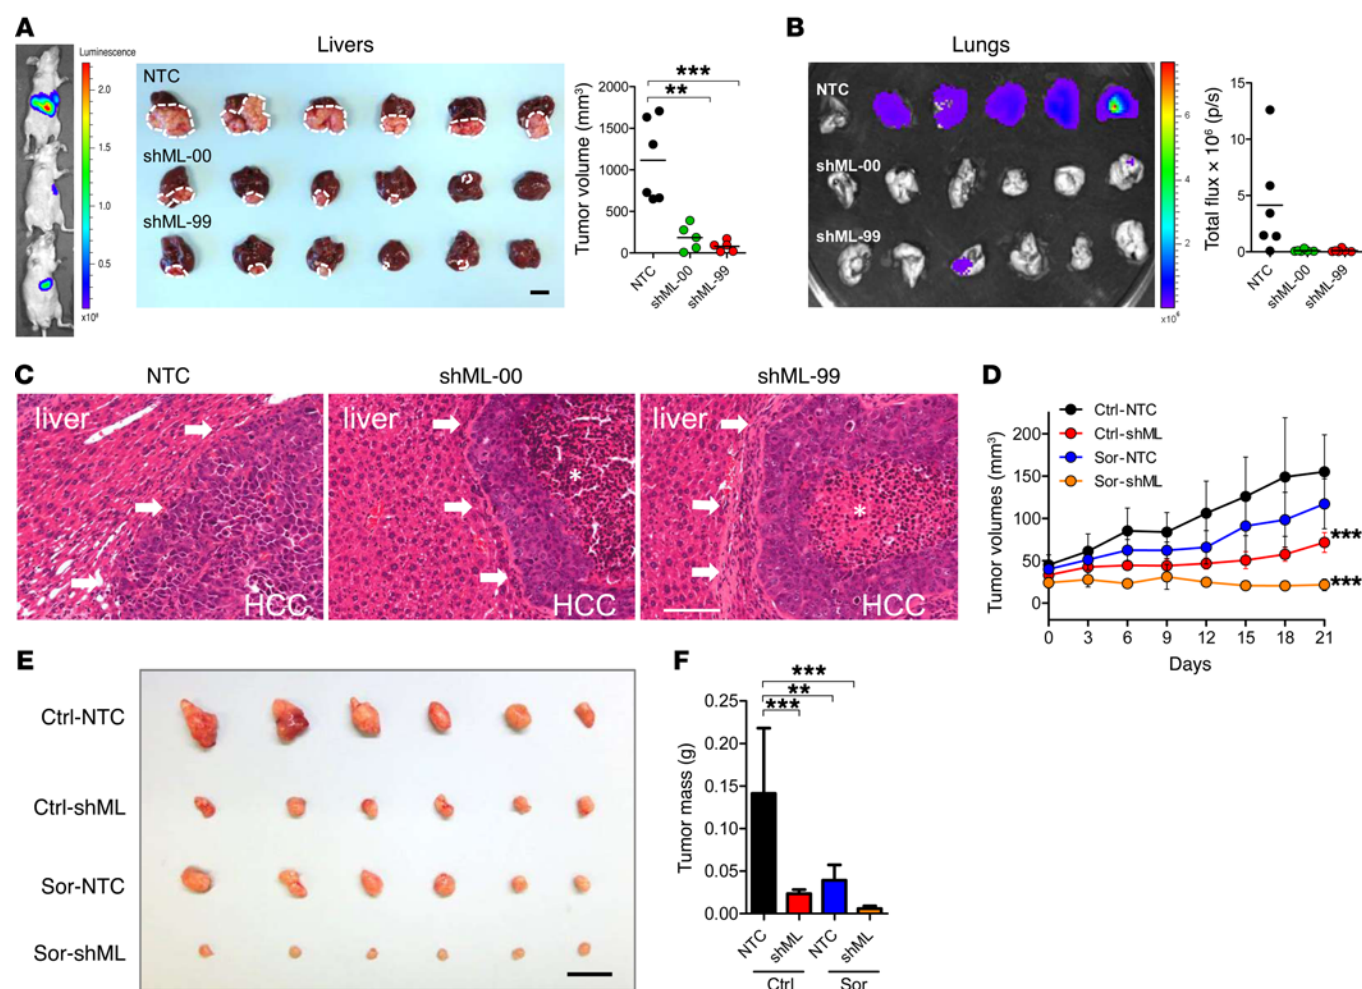 A
Livers
Luminescence
2.0
1.5
1.0
0.5
x10⁶
NTC
shML-00
shML-99
Tumor volume (mm³)
2000
1500
1000
500
0
***
**
NTC
shML-00
shML-99
B
Lungs
NTC
shML-00
shML-99
6
4
2
x10⁶
Total flux × 10⁶ (p/s)
15
10
5
0
NTC
shML-00
shML-99
C
NTC
shML-00
shML-99
liver
HCC
liver
*
HCC
liver
*
HCC
D
Ctrl-NTC
Ctrl-shML
Sor-NTC
Sor-shML
Tumor volumes (mm³)
200
150
100
50
0
***
***
0 3 6 9 12 15 18 21
Days
E
Ctrl-NTC
Ctrl-shML
Sor-NTC
Sor-shML
F
***
**
***
Tumor mass (g)
0.25
0.20
0.15
0.10
0.05
0.00
NTC shML NTC shML
Ctrl Sor